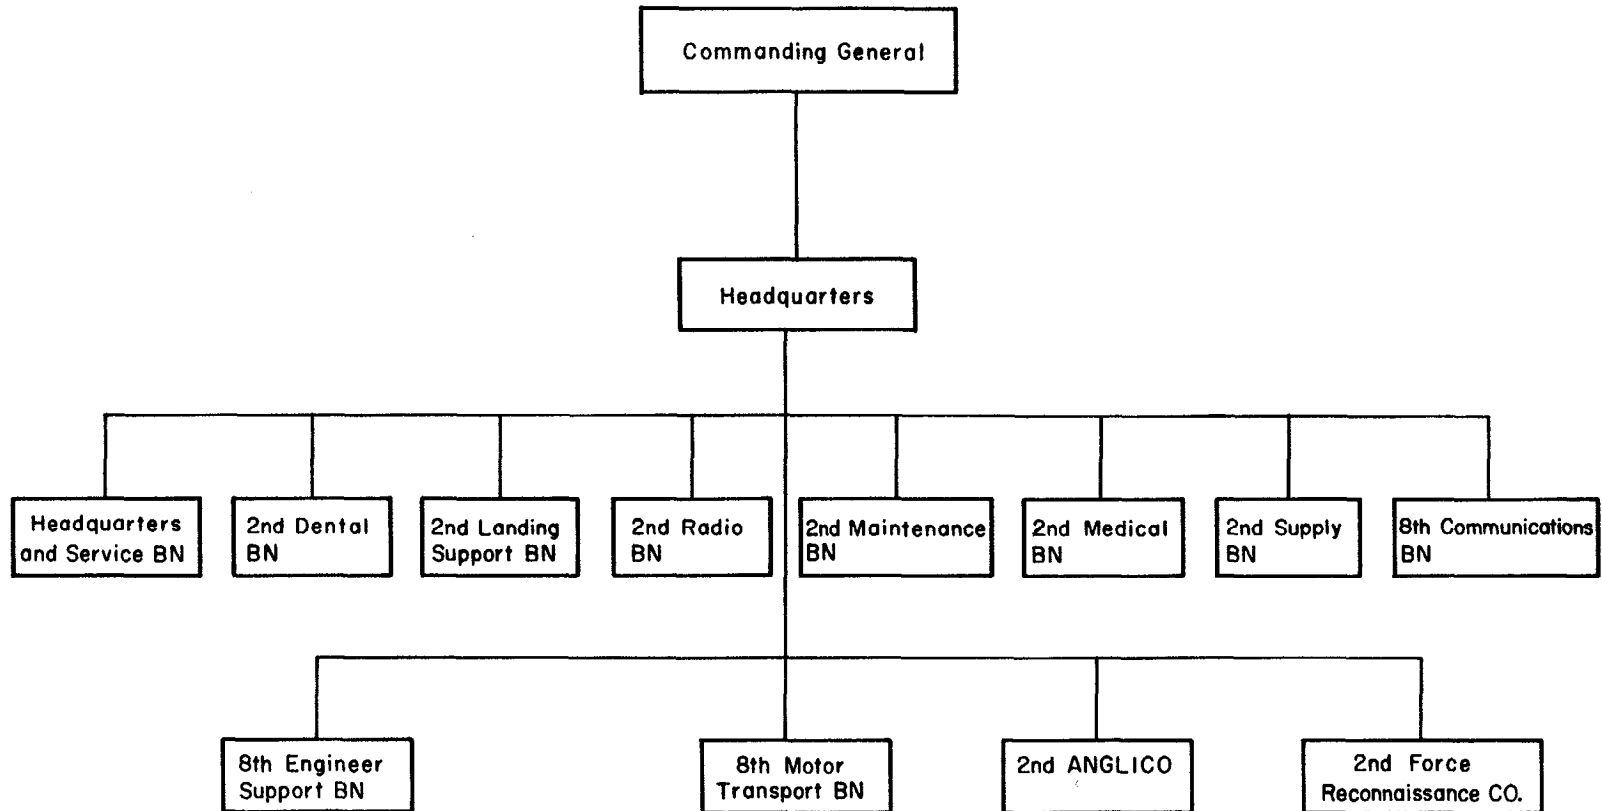 Commanding General
Headquarters
Headquarters
and Service BN
2nd Dental
BN
2nd Landing
Support BN
2nd Radio
BN
2nd Maintenance
BN
2nd Medical
BN
2nd Supply
BN
8th Communications
BN
8th Engineer
Support BN
8th Motor
Transport BN
2nd ANGLICO
2nd Force
Reconnaissance CO.